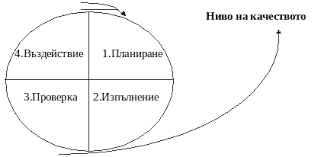 Ниво на качеството
4.Въздействие 1.Планиране
3.Проверка 2.Изпълнение